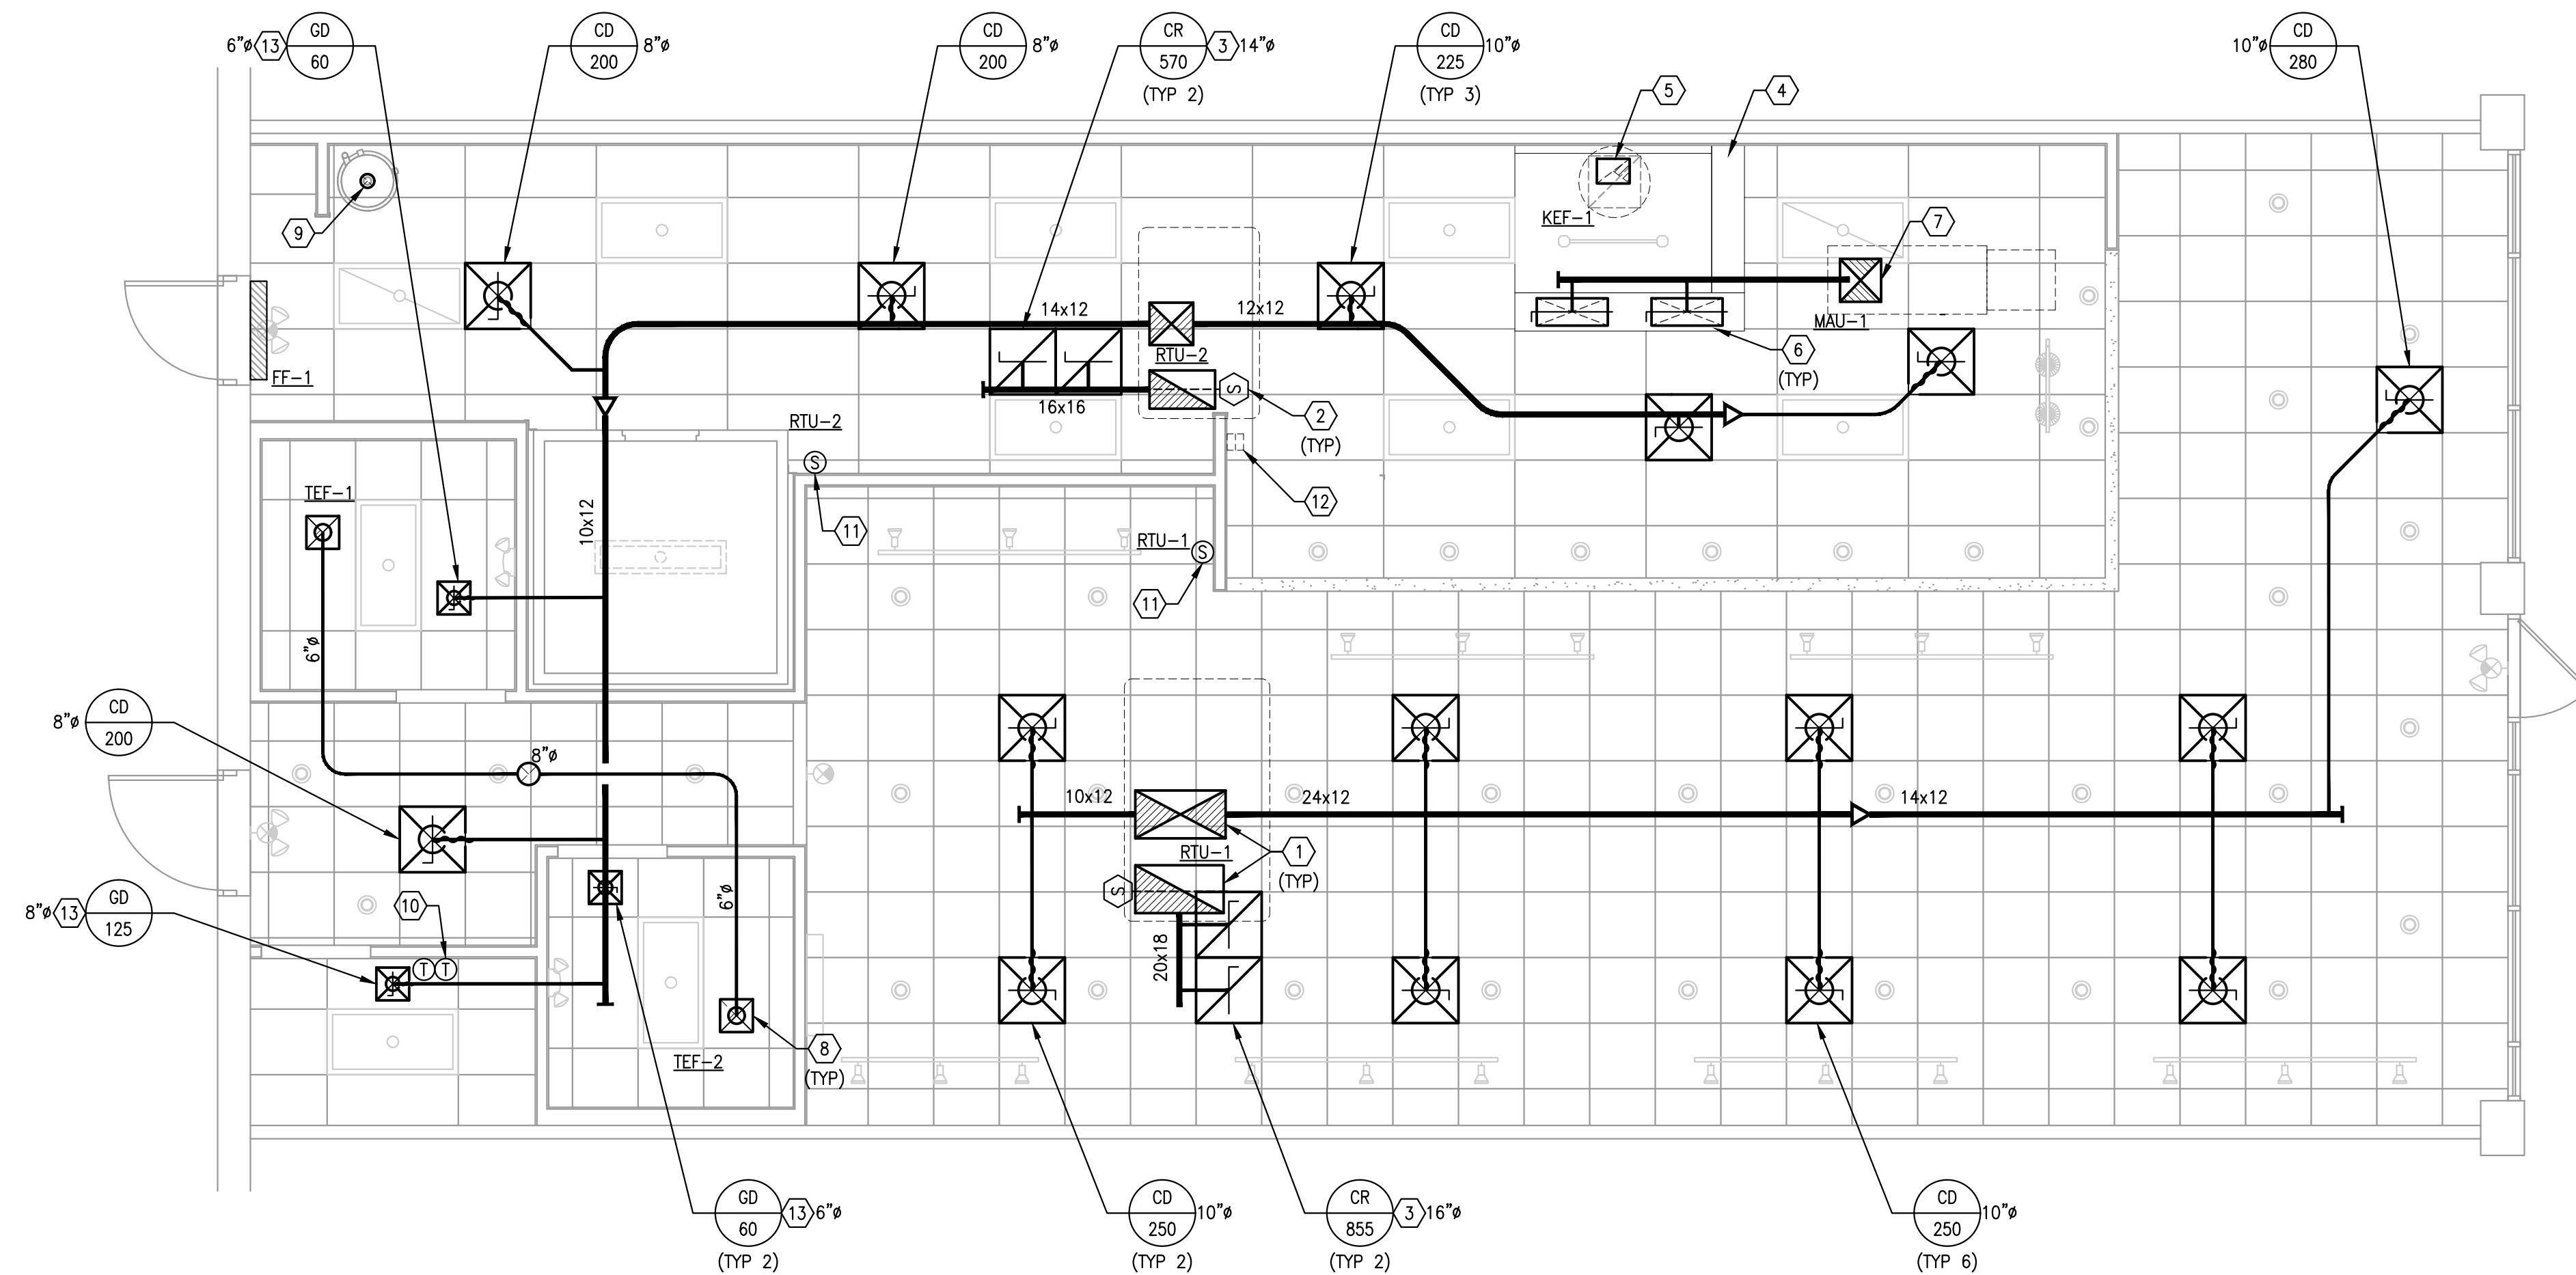 6"ø 13 GD
60
CD
200 8"ø
CD
200 8"ø
CR
570 3 14"ø
(TYP 2)
CD
225 10"ø
(TYP 3)
5
4
10"ø CD
280
9
KEF-1
7
14x12
12x12
MAU-1
RTU-2
6
(TYP)
FF-1
16x16
S
2
(TYP)
RTU-2
S
TEF-1
10x12
11
12
RTU-1
S
11
6"ø
8"ø CD
200
8"ø
10x12
24x12
14x12
RTU-1
1
(TYP)
S
6"ø
8"ø 13 GD
125
10
T T
20x18
TEF-2
8
(TYP)
GD
60 13 6"ø
(TYP 2)
CD
250 10"ø
(TYP 2)
CR
855 3 16"ø
(TYP 2)
CD
250 10"ø
(TYP 6)